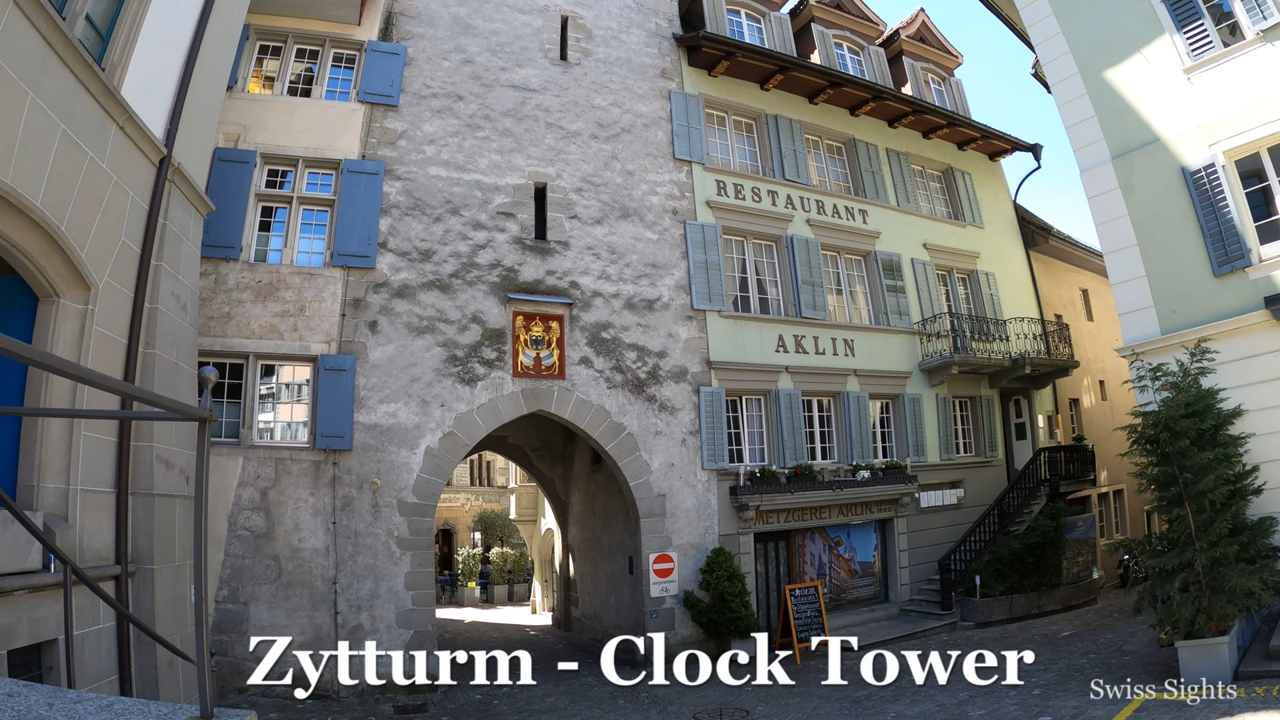 RESTAURANT
AKLIN
METZGEREI AKLIN.
Zytturm - Clock Tower
Swiss Sights